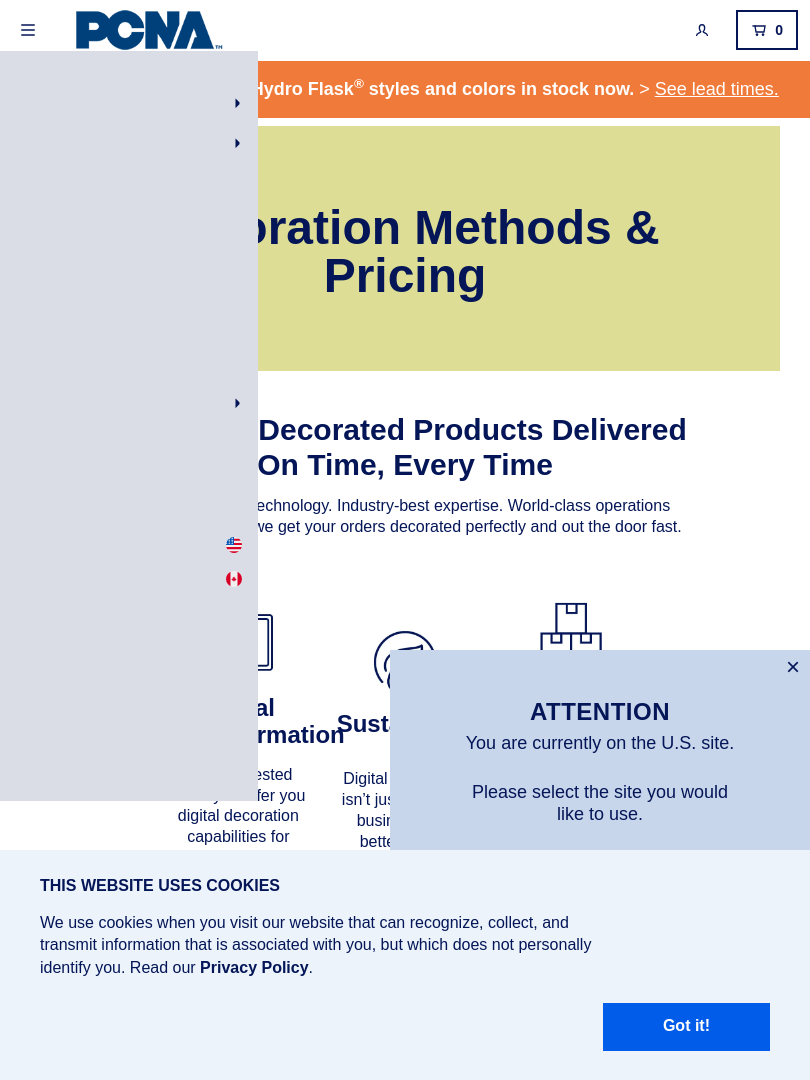 PCNA™
0
Hydro Flask® styles and colors in stock now. > See lead times.
oration Methods &
Pricing
Decorated Products Delivered
On Time, Every Time
echnology. Industry-best expertise. World-class operations
we get your orders decorated perfectly and out the door fast.
al
rmation
Susta
ested
fer you
digital decoration
capabilities for
Digital
isn't jus
busin
bette
ATTENTION
You are currently on the U.S. site.
Please select the site you would
like to use.
THIS WEBSITE USES COOKIES
We use cookies when you visit our website that can recognize, collect, and
transmit information that is associated with you, but which does not personally
identify you. Read our Privacy Policy.
Got it!